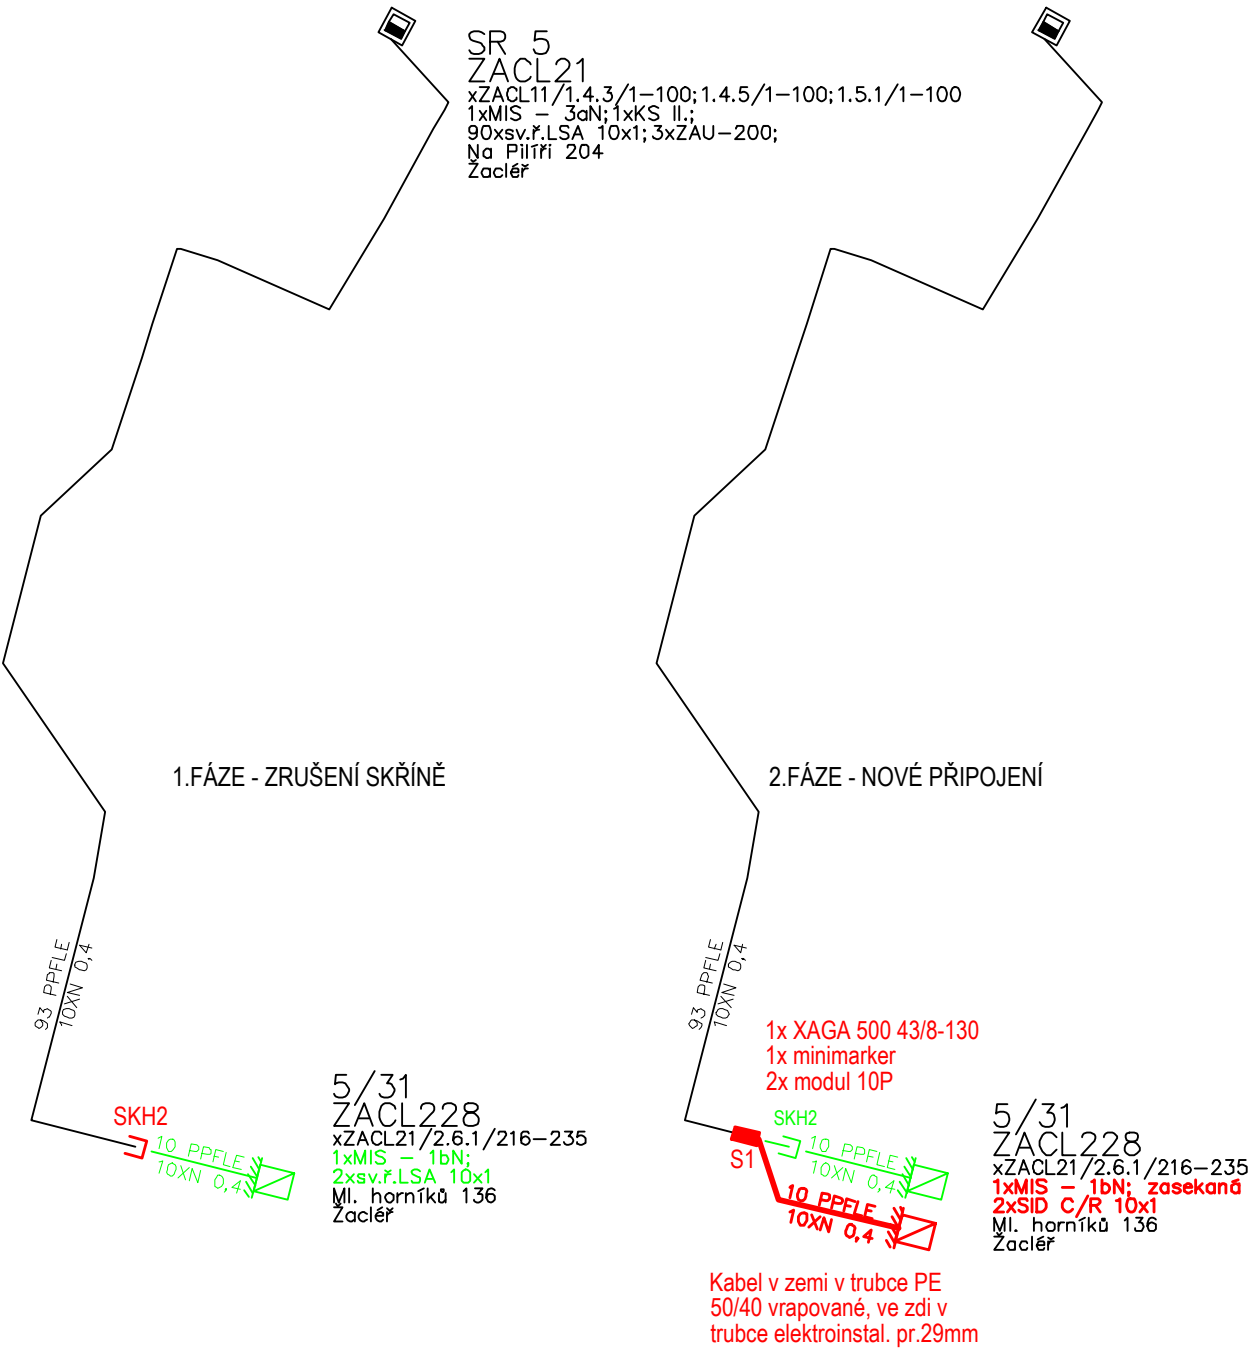 SR 5
ZACL21
xZACL11/1.4.3/1-100;1.4.5/1-100;1.5.1/1-100
1xMIS - 3aN;1xKS II.;
90xsv.ř.LSA 10x1;3xZAU-200;
Na Pilíři 204
Žacléř
1.FÁZE - ZRUŠENÍ SKŘÍNĚ
2.FÁZE - NOVÉ PŘIPOJENÍ
93 PPFLE
10XN 0,4
93 PPFLE
10XN 0,4
SKH2
10 PPFLE
10XN 0,4
5/31
ZACL228
xZACL21/2.6.1/216-235
1xMIS - 1bN;
2xsv.ř.LSA 10x1
Ml. horníků 136
Žacléř
1x XAGA 500 43/8-130
1x minimarker
2x modul 10P
SKH2
S1
10 PPFLE
10XN 0,4
10 PPFLE
10XN 0,4
5/31
ZACL228
xZACL21/2.6.1/216-235
1xMIS - 1bN; zasekaná
2xSID C/R 10x1
Ml. horníků 136
Žacléř
Kabel v zemi v trubce PE
50/40 vrapované, ve zdi v
trubce elektroinstal. pr.29mm